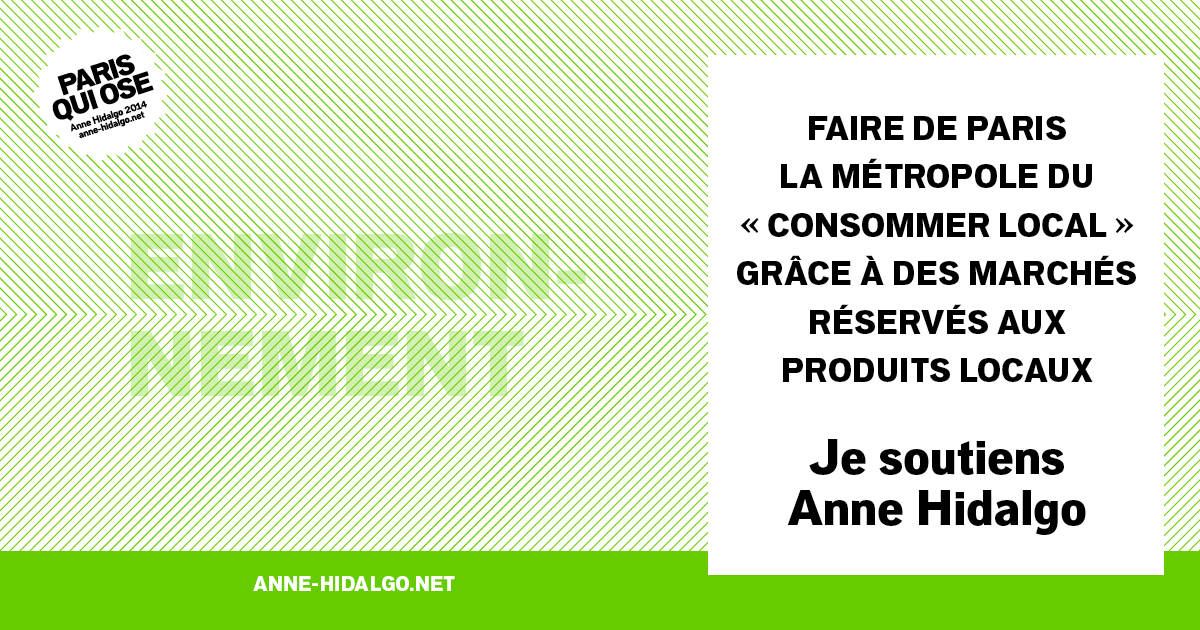 PARIS
QUI OSE
Anne Hidalgo 2014
anne-hidalgo.net
ENVIRON-
NEMENT
FAIRE DE PARIS
LA MÉTROPOLE DU
« CONSOMMER LOCAL »
GRÂCE À DES MARCHÉS
RÉSERVÉS AUX
PRODUITS LOCAUX
Je soutiens
Anne Hidalgo
ANNE-HIDALGO.NET